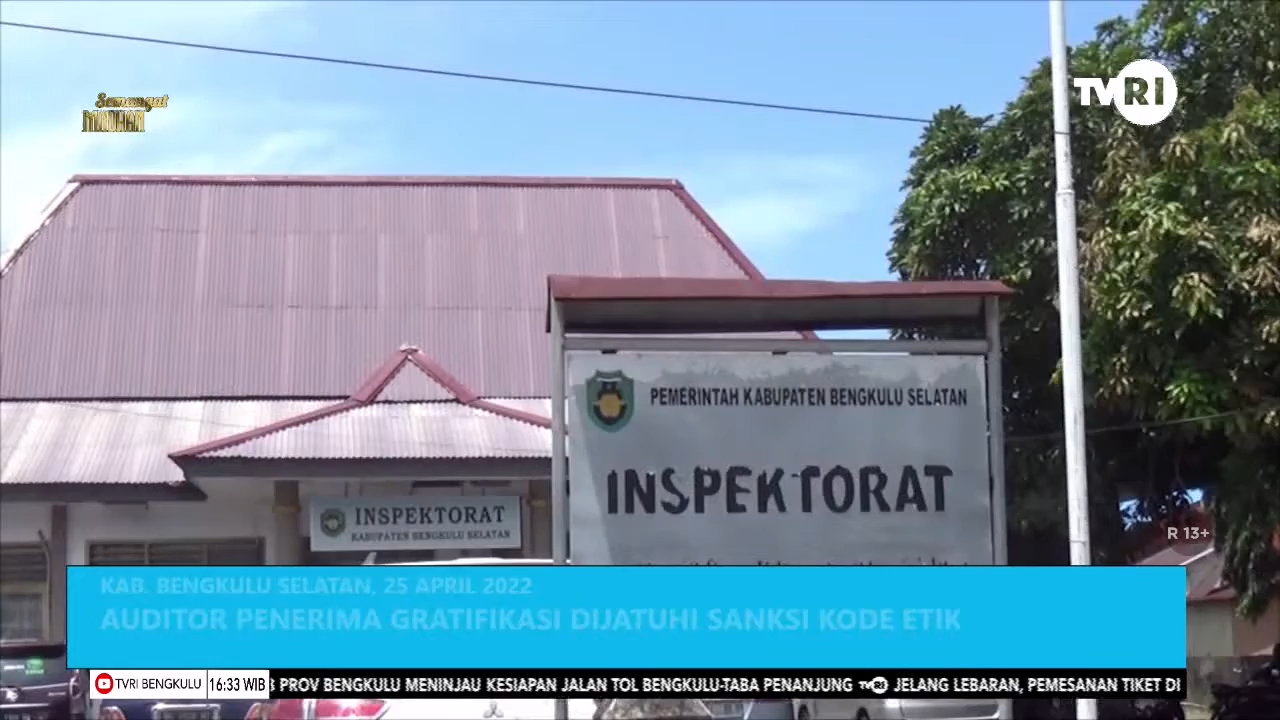 Semangat
TVRI
PEMERINTAH KABUPATEN BENGKULU SELATAN
INSPEKTORAT
INSPEKTORAT
KABUPATEN BENGKULU SELATAN
R 13+
KAB. BENGKULU SELATAN, 25 APRIL 2022
AUDITOR PENERIMA GRATIFIKASI DIJATUHI SANKSI KODE ETIK
TVRI BENGKULU 16:33 WIB PROV BENGKULU MENINJAU KESIAPAN JALAN TOL BENGKULU-TABA PENANJUNG TVRI JELANG LEBARAN, PEMESANAN TIKET DI